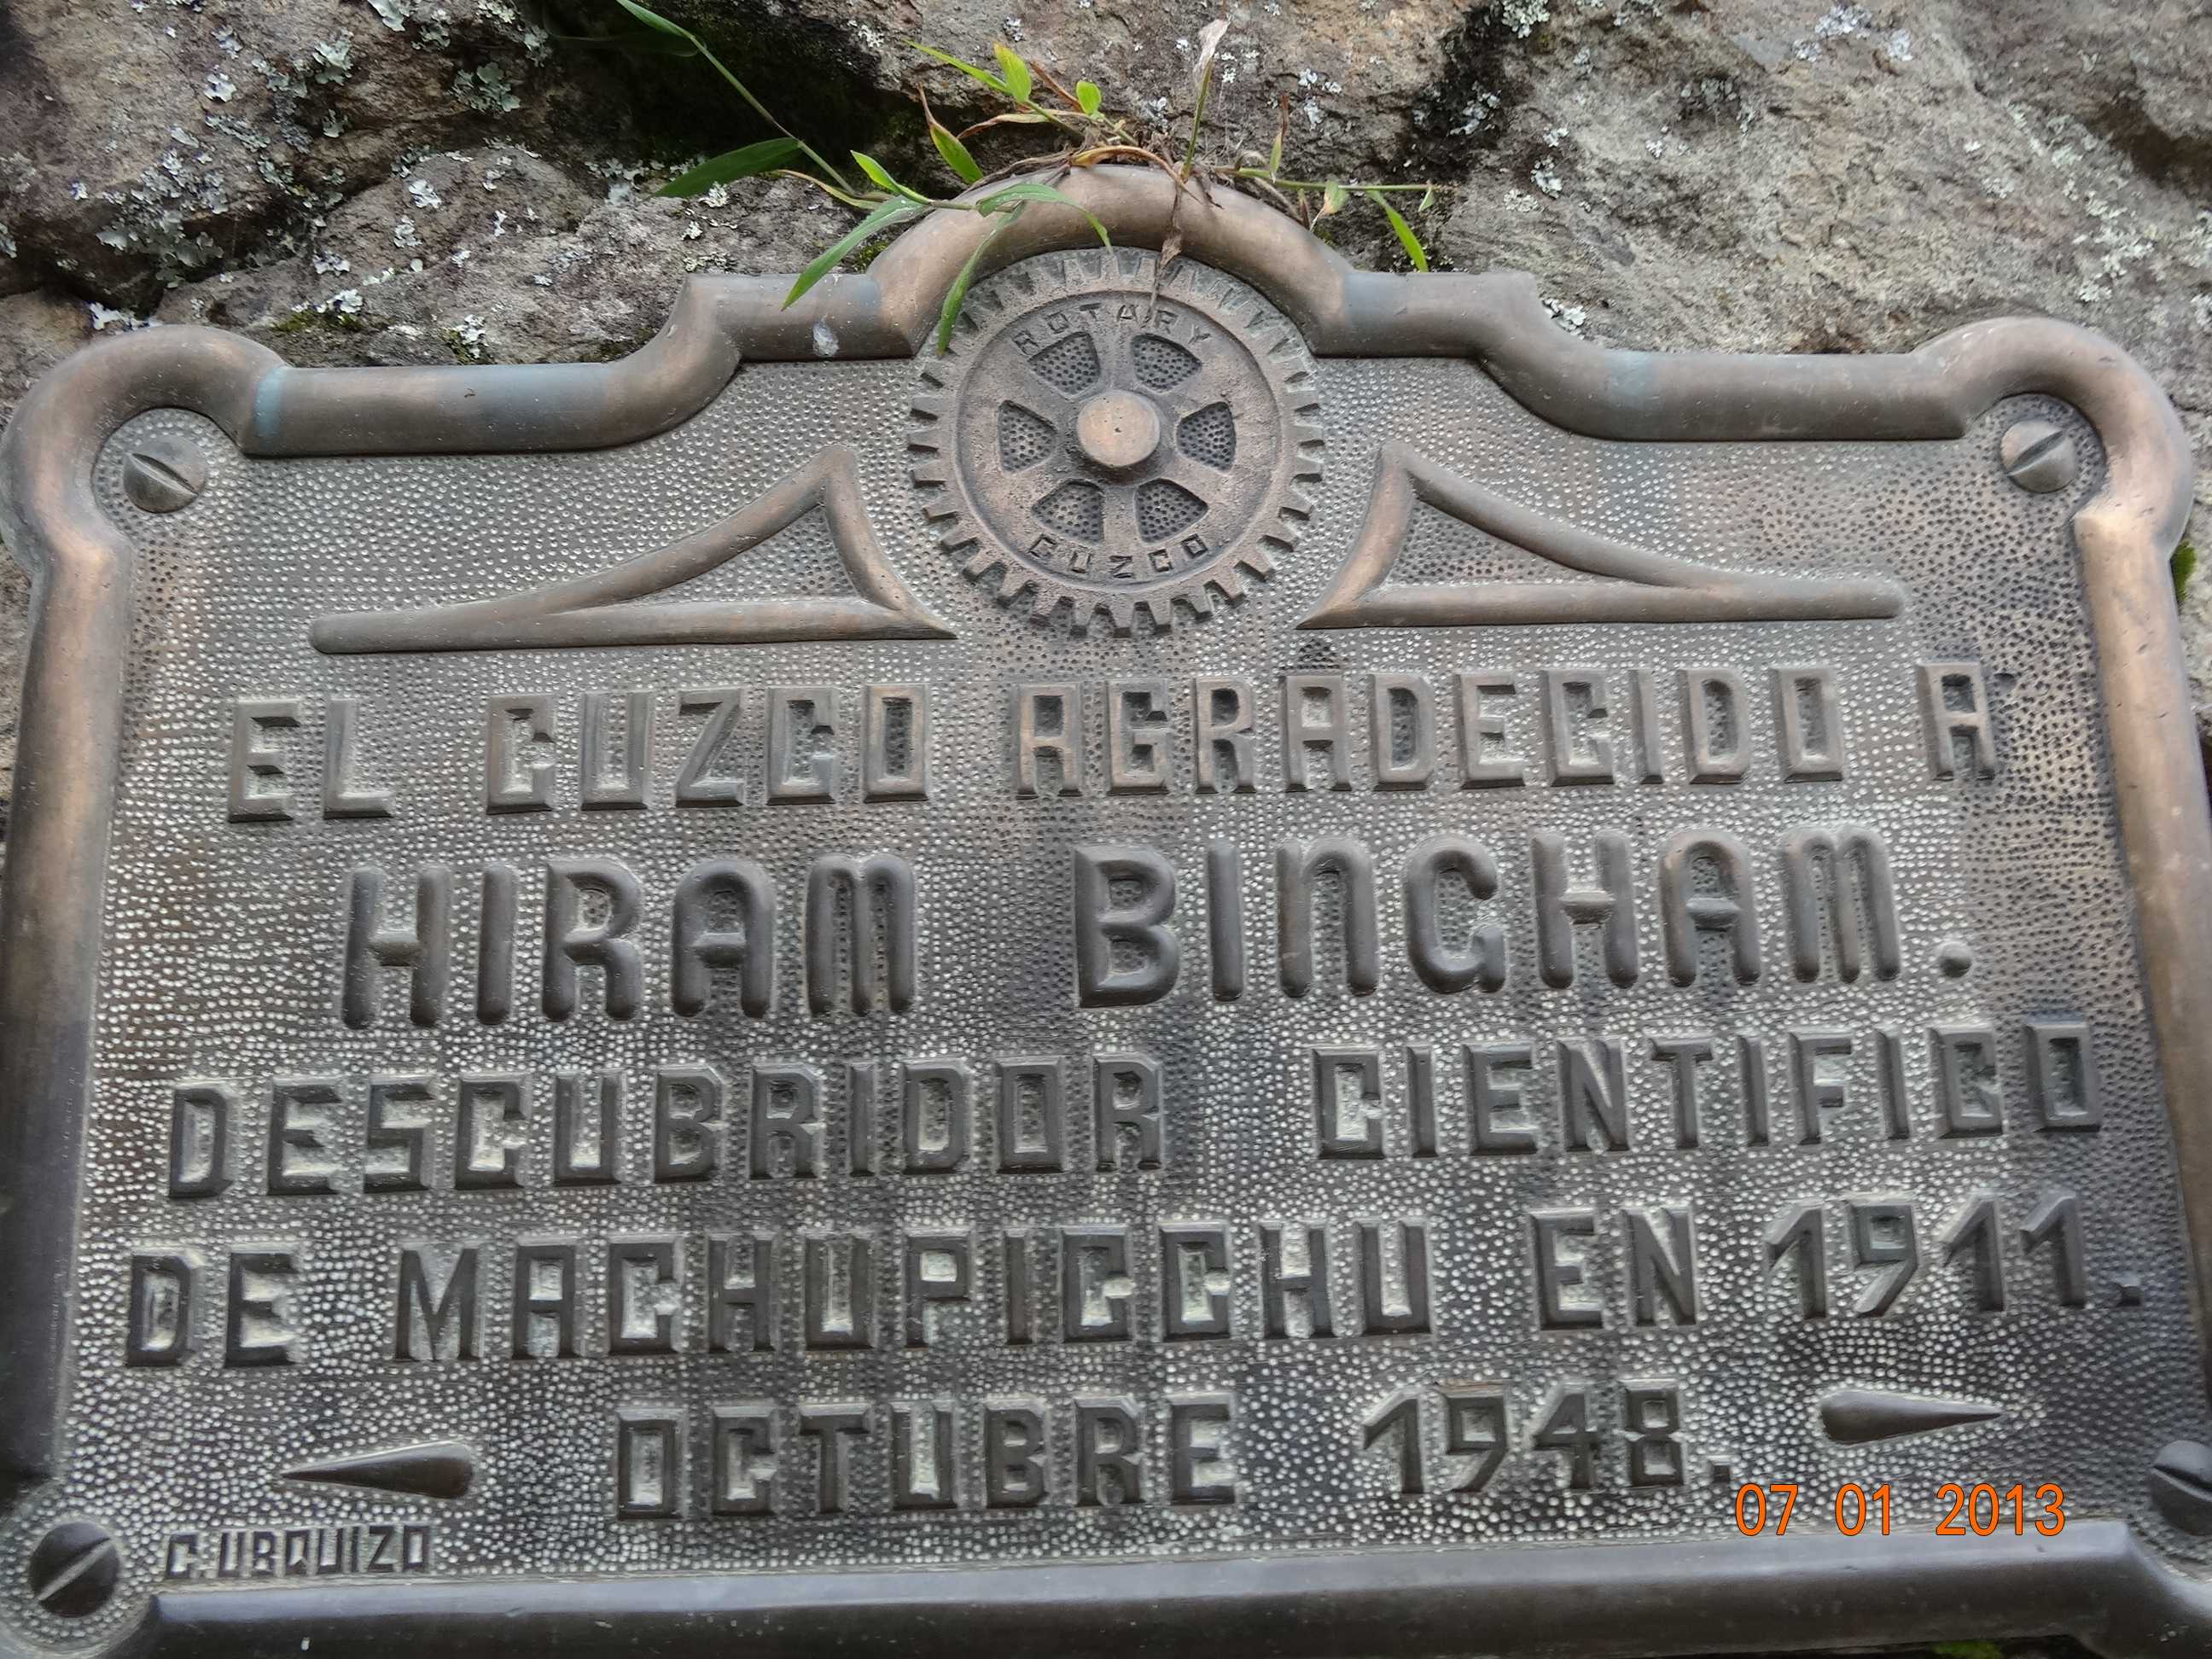 ROTARY
CUZCO
EL CUZCO AGRADECIDO A
HIRAM BINGHAM.
DESCUBRIDOR CIENTIFICO
DE MACHUPICCHU EN 1911.
OCTUBRE 1948.
C. URQUIZO
07 01 2013